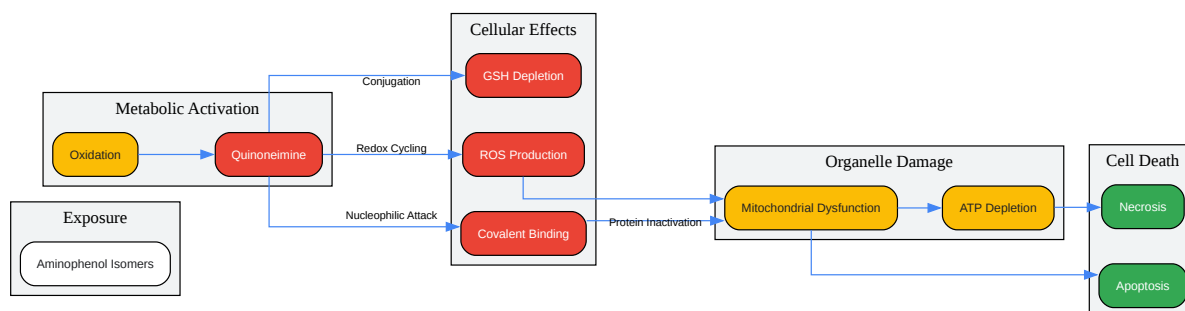 Metabolic Activation
Oxidation
Quinoneimine
Exposure
Aminophenol Isomers
Conjugation
Redox Cycling
Nucleophilic Attack
Cellular Effects
GSH Depletion
ROS Production
Covalent Binding
Protein Inactivation
Organelle Damage
Mitochondrial Dysfunction
ATP Depletion
Cell Death
Necrosis
Apoptosis